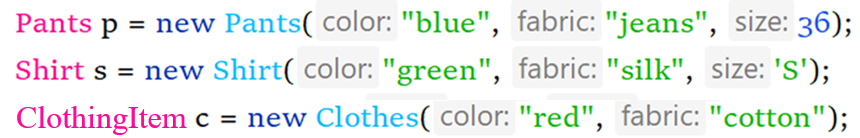 Pants p = new Pants( color: "blue", fabric: "jeans", size: 36);
Shirt s = new Shirt( color: "green", fabric: "silk", size: 'S');
ClothingItem c = new Clothes( color: "red", fabric: "cotton");